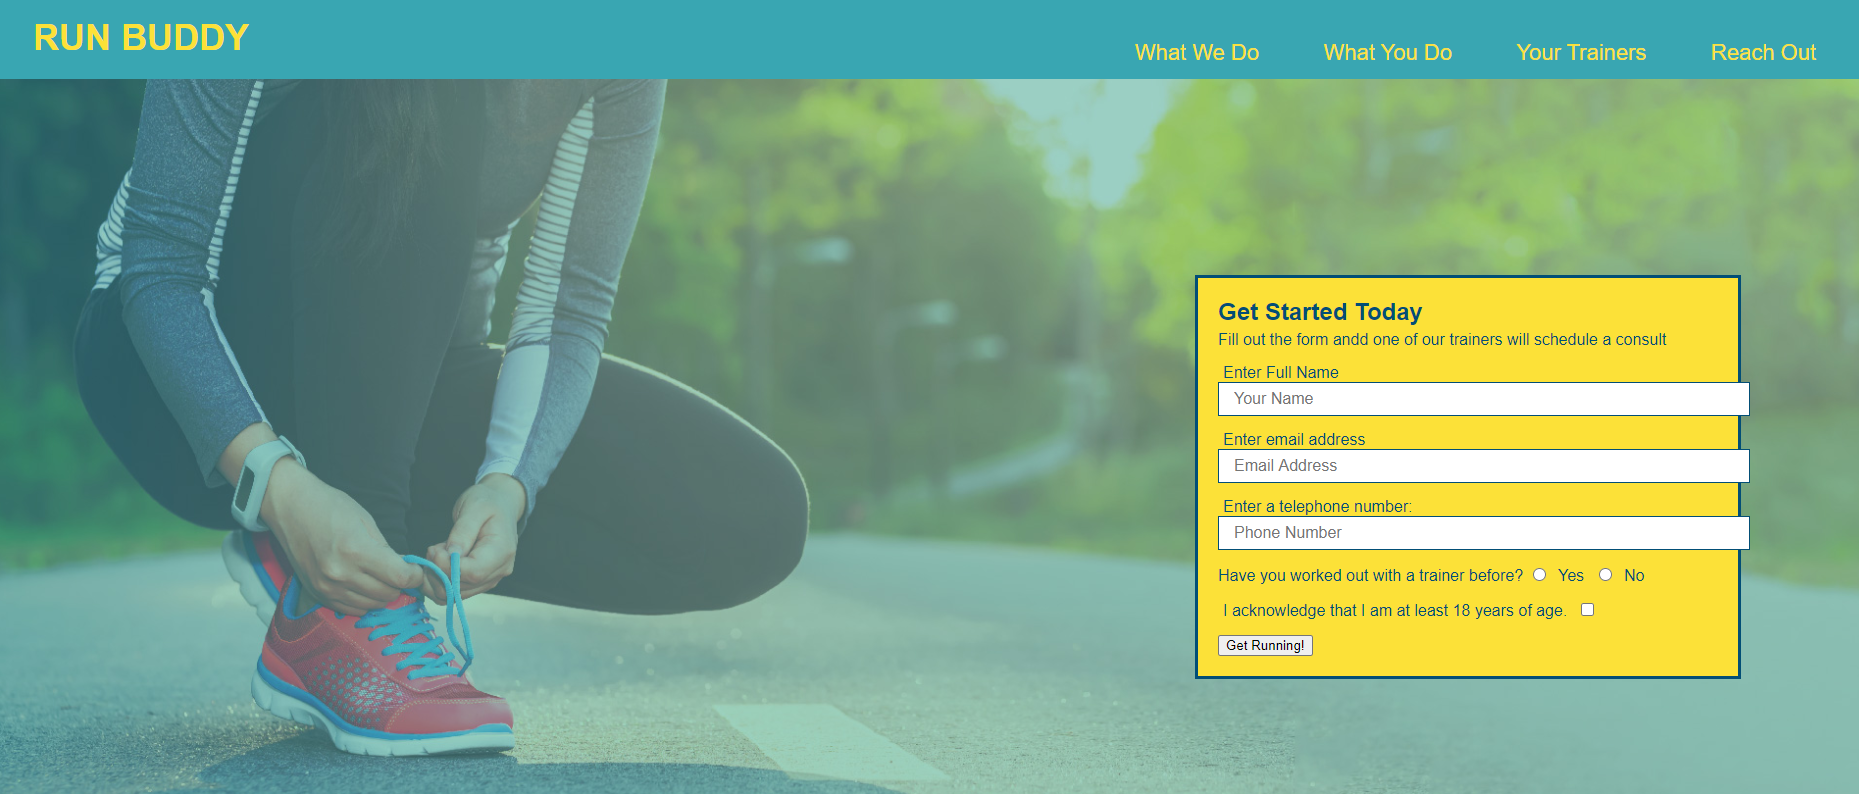 RUN BUDDY
What We Do
What You Do
Your Trainers
Reach Out
Get Started Today
Fill out the form andd one of our trainers will schedule a consult
Enter Full Name
Your Name
Enter email address
Email Address
Enter a telephone number:
Phone Number
Have you worked out with a trainer before? Yes No
I acknowledge that I am at least 18 years of age.
Get Running!